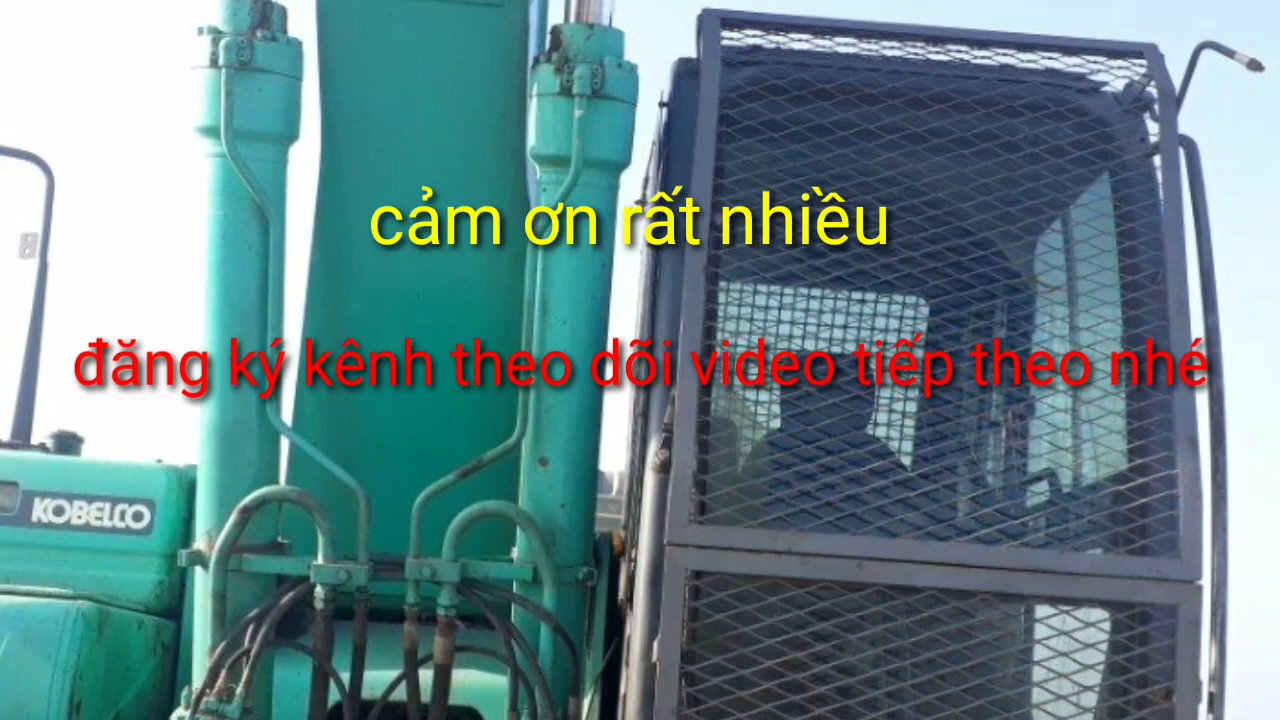 cảm ơn rất nhiều
đăng ký kênh theo dõi video tiếp theo nhé
KOBELCO